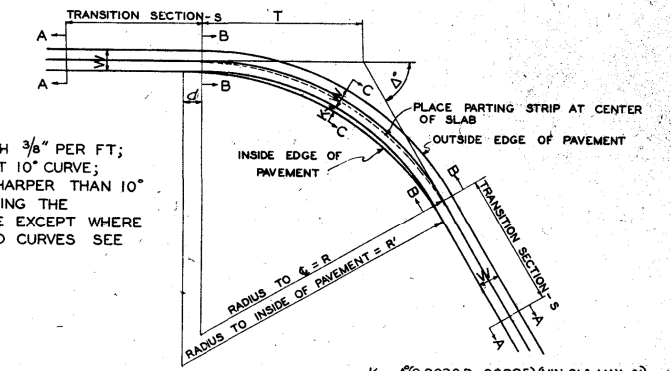 TRANSITION SECTION-S
T
A
B
W
A
B
d
Δ°
C
W
K
C
PLACE PARTING STRIP AT CENTER
OF SLAB
OUTSIDE EDGE OF PAVEMENT
INSIDE EDGE OF
PAVEMENT
H 3/8" PER FT;
T 10° CURVE;
HARPER THAN 10°
ING THE
E EXCEPT WHERE
D CURVES SEE
B
B
TRANSITION SECTION-S
W
A
A
RADIUS TO ℄ = R
RADIUS TO INSIDE OF PAVEMENT = R'